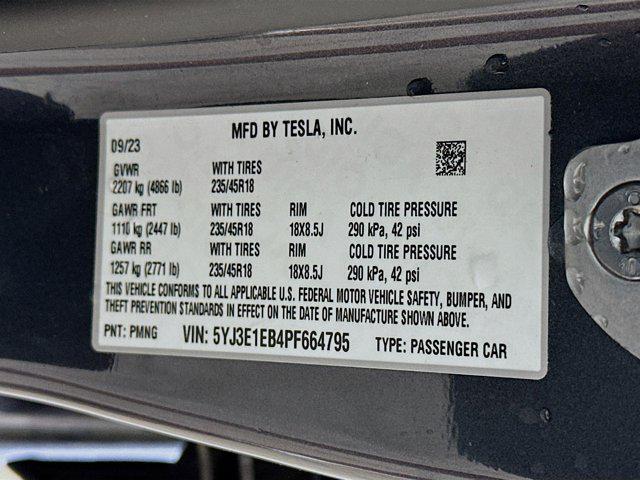 MFD BY TESLA, INC.
09/23
GVWR WITH TIRES
2207 kg (4866 lb) 235/45R18
GAWR FRT WITH TIRES RIM COLD TIRE PRESSURE
1110 kg (2447 lb) 235/45R18 18X8.5J 290 kPa, 42 psi
GAWR RR WITH TIRES RIM COLD TIRE PRESSURE
1257 kg (2771 lb) 235/45R18 18X8.5J 290 kPa, 42 psi
THIS VEHICLE CONFORMS TO ALL APPLICABLE U.S. FEDERAL MOTOR VEHICLE SAFETY, BUMPER, AND
THEFT PREVENTION STANDARDS IN EFFECT ON THE DATE OF MANUFACTURE SHOWN ABOVE.
PNT: PMNG VIN: 5YJ3E1EB4PF664795 TYPE: PASSENGER CAR